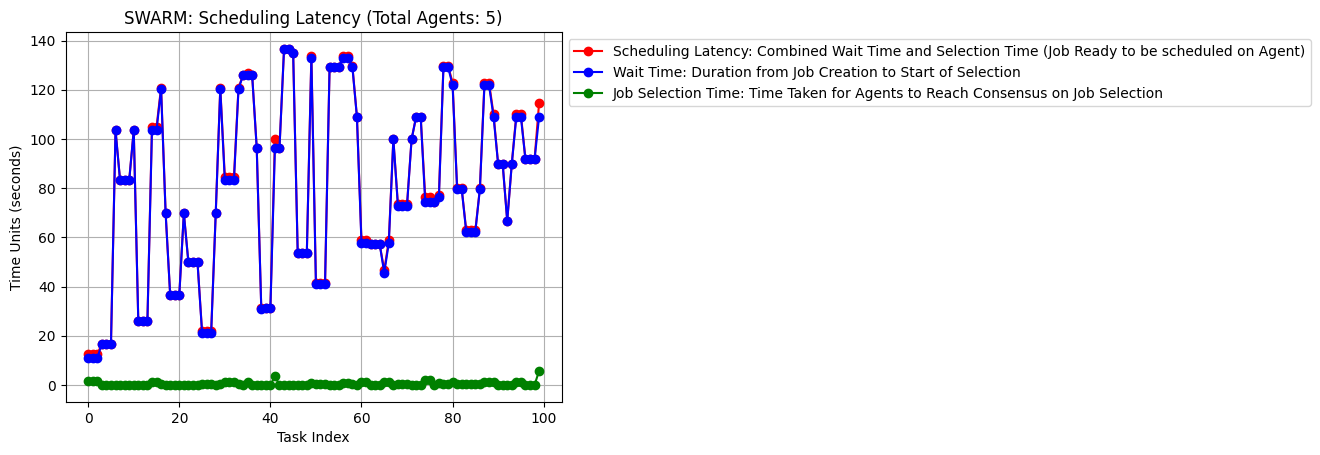 SWARM: Scheduling Latency (Total Agents: 5)
Scheduling Latency: Combined Wait Time and Selection Time (Job Ready to be scheduled on Agent)
Wait Time: Duration from Job Creation to Start of Selection
Job Selection Time: Time Taken for Agents to Reach Consensus on Job Selection
Time Units (seconds)
140
120
100
80
60
40
20
0
0 20 40 60 80 100
Task Index